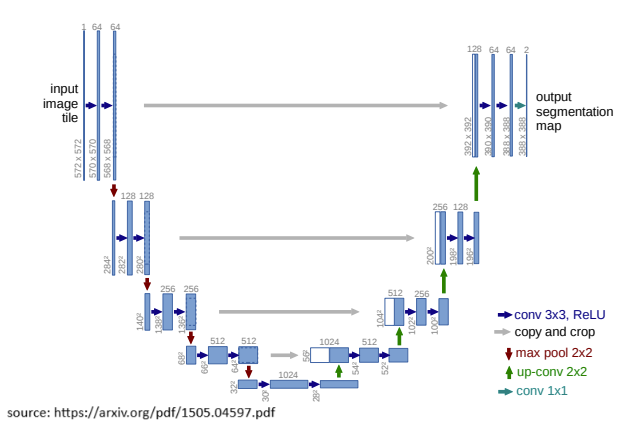 1 64 64
input
image
tile
572 x 572
570 x 570
568 x 568
128 64 64 2
output
segmentation
map
392 x 392
390 x 390
388 x 388
388 x 388
128 128
284²
282²
280²
256 128
200²
198²
196²
256 256
140²
138²
136²
512 256
104²
102²
100²
512 512
68²
66²
64²
1024 512
56²
54²
52²
1024
32²
30²
28²
conv 3x3, ReLU
copy and crop
max pool 2x2
up-conv 2x2
conv 1x1
source: https://arxiv.org/pdf/1505.04597.pdf